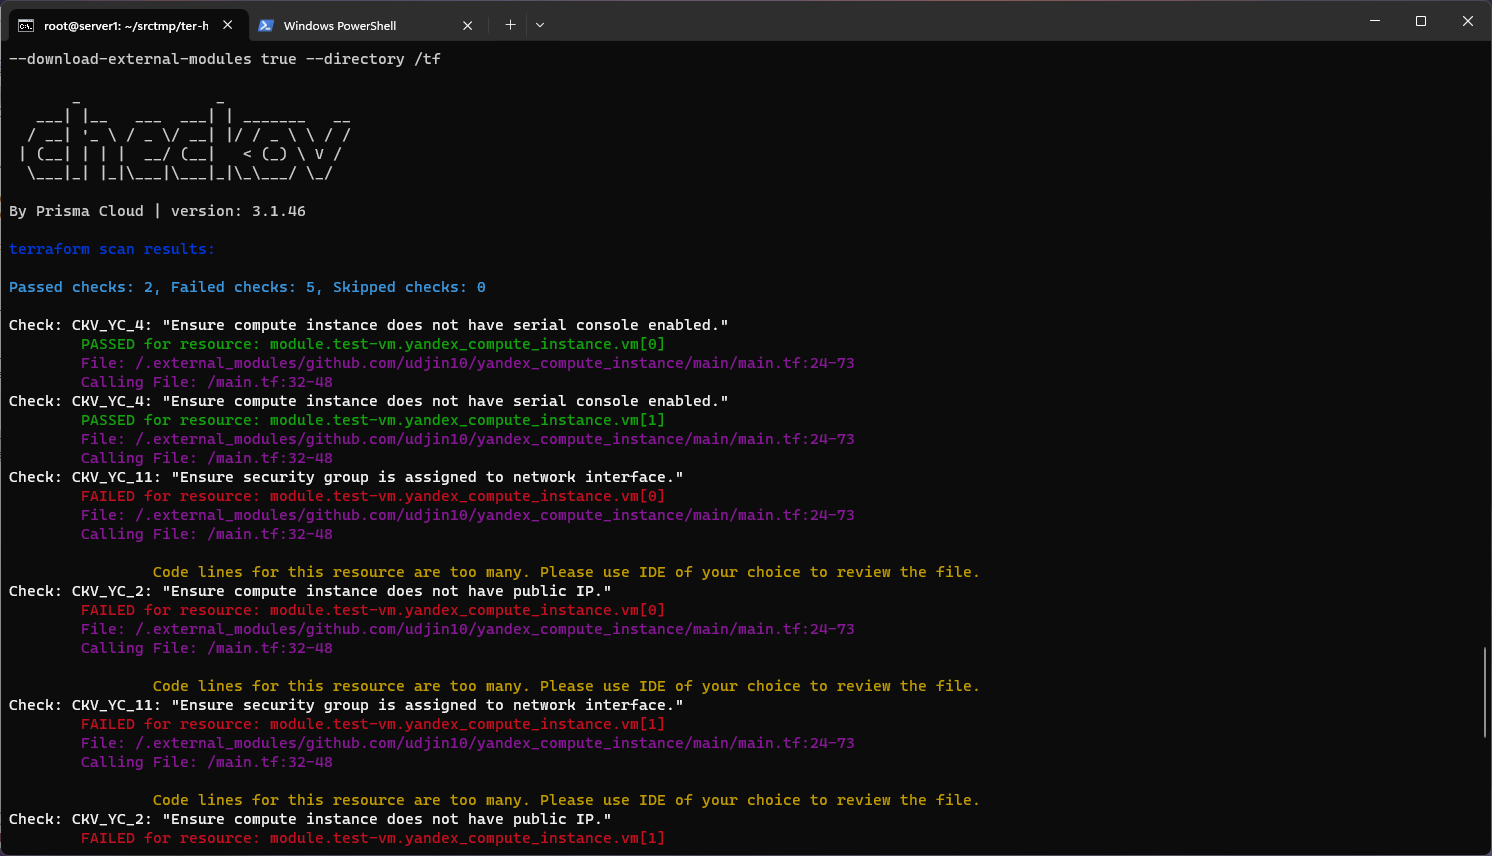 root@server1: ~/srctmp/ter-h
Windows PowerShell
--download-external-modules true --directory /tf
       _               _
   ___| |__   ___  ___| | _______   __
  / __| '_ \ / _ \/ __| |/ / _ \ \ / /
 | (__| | | |  __/ (__|   < (_) \ V /
  \___|_| |_|\___|\___|_|\_\___/ \_/
By Prisma Cloud | version: 3.1.46
terraform scan results:
Passed checks: 2, Failed checks: 5, Skipped checks: 0
Check: CKV_YC_4: "Ensure compute instance does not have serial console enabled."
PASSED for resource: module.test-vm.yandex_compute_instance.vm[0]
File: /.external_modules/github.com/udjin10/yandex_compute_instance/main/main.tf:24-73
Calling File: /main.tf:32-48
Check: CKV_YC_4: "Ensure compute instance does not have serial console enabled."
PASSED for resource: module.test-vm.yandex_compute_instance.vm[1]
File: /.external_modules/github.com/udjin10/yandex_compute_instance/main/main.tf:24-73
Calling File: /main.tf:32-48
Check: CKV_YC_11: "Ensure security group is assigned to network interface."
FAILED for resource: module.test-vm.yandex_compute_instance.vm[0]
File: /.external_modules/github.com/udjin10/yandex_compute_instance/main/main.tf:24-73
Calling File: /main.tf:32-48
Code lines for this resource are too many. Please use IDE of your choice to review the file.
Check: CKV_YC_2: "Ensure compute instance does not have public IP."
FAILED for resource: module.test-vm.yandex_compute_instance.vm[0]
File: /.external_modules/github.com/udjin10/yandex_compute_instance/main/main.tf:24-73
Calling File: /main.tf:32-48
Code lines for this resource are too many. Please use IDE of your choice to review the file.
Check: CKV_YC_11: "Ensure security group is assigned to network interface."
FAILED for resource: module.test-vm.yandex_compute_instance.vm[1]
File: /.external_modules/github.com/udjin10/yandex_compute_instance/main/main.tf:24-73
Calling File: /main.tf:32-48
Code lines for this resource are too many. Please use IDE of your choice to review the file.
Check: CKV_YC_2: "Ensure compute instance does not have public IP."
FAILED for resource: module.test-vm.yandex_compute_instance.vm[1]